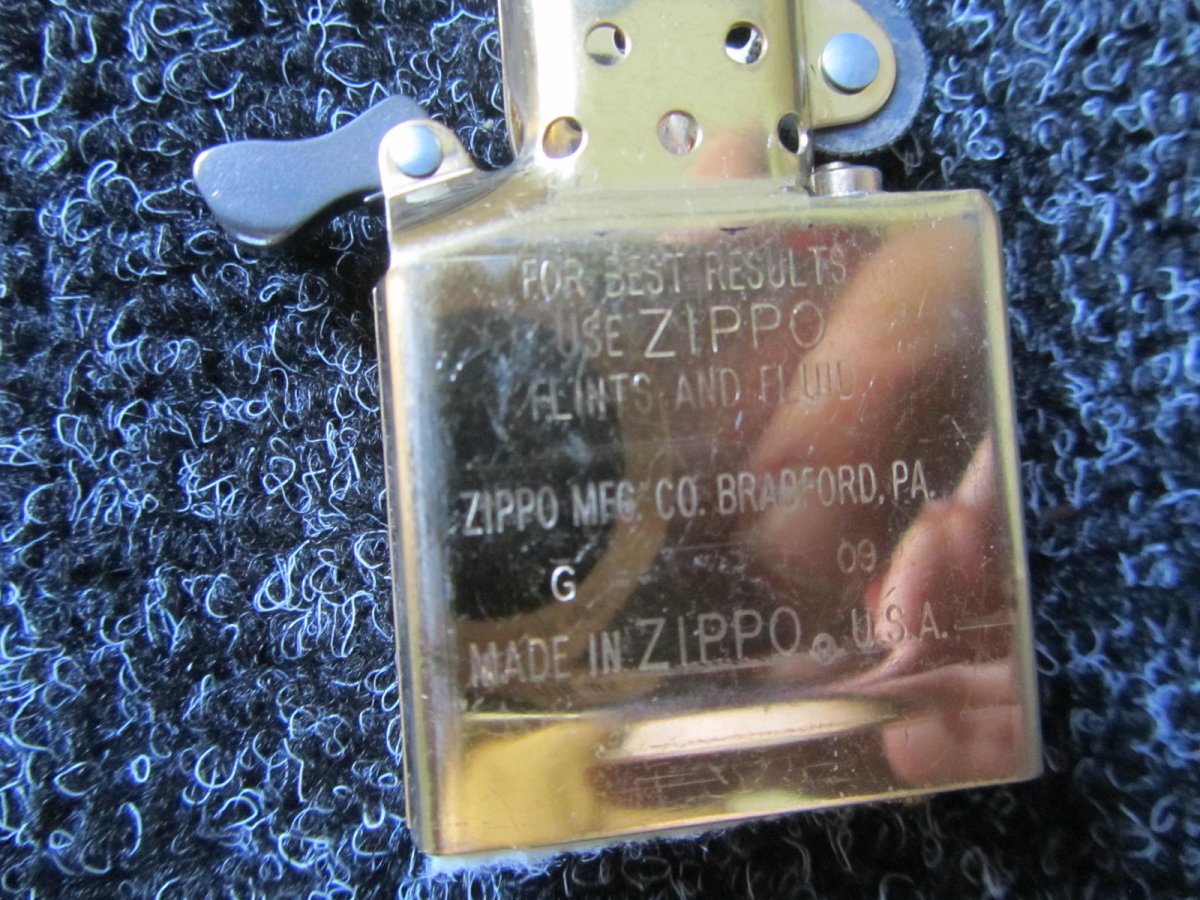 FOR BEST RESULTS
USE ZIPPO
FLINTS AND FLUID
ZIPPO MFG. CO. BRADFORD, PA.
G 09
MADE IN ZIPPO ® U.S.A.